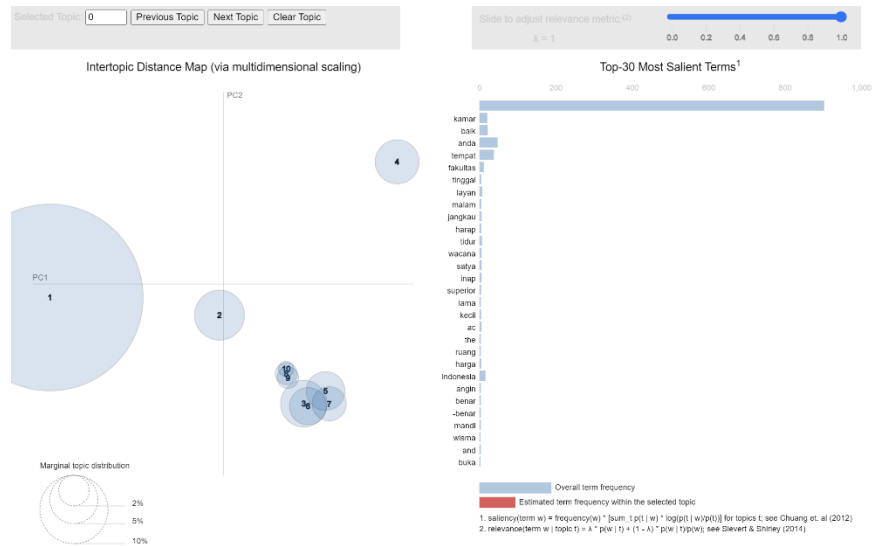 Selected Topic: 0 Previous Topic Next Topic Clear Topic
Slide to adjust relevance metric:(2)
λ = 1
0.0 0.2 0.4 0.6 0.8 1.0
Intertopic Distance Map (via multidimensional scaling)
PC2
PC1
1
2
4
10
8
9
5
3
6
7
Marginal topic distribution
2%
5%
10%
Top-30 Most Salient Terms1
0 200 400 600 800 1,000
kamar
baik
anda
tempat
fakultas
tinggal
layan
malam
jangkau
harap
tidur
wacana
satya
inap
superior
lama
kecil
ac
the
ruang
harga
indonesia
angin
benar
-benar
mandi
wisma
and
buka
Overall term frequency
Estimated term frequency within the selected topic
1. saliency(term w) = frequency(w) * [sum_t p(t | w) * log(p(t | w)/p(t))] for topics t; see Chuang et. al (2012)
2. relevance(term w | topic t) = λ * p(w | t) + (1 - λ) * p(w | t)/p(w); see Sievert & Shirley (2014)